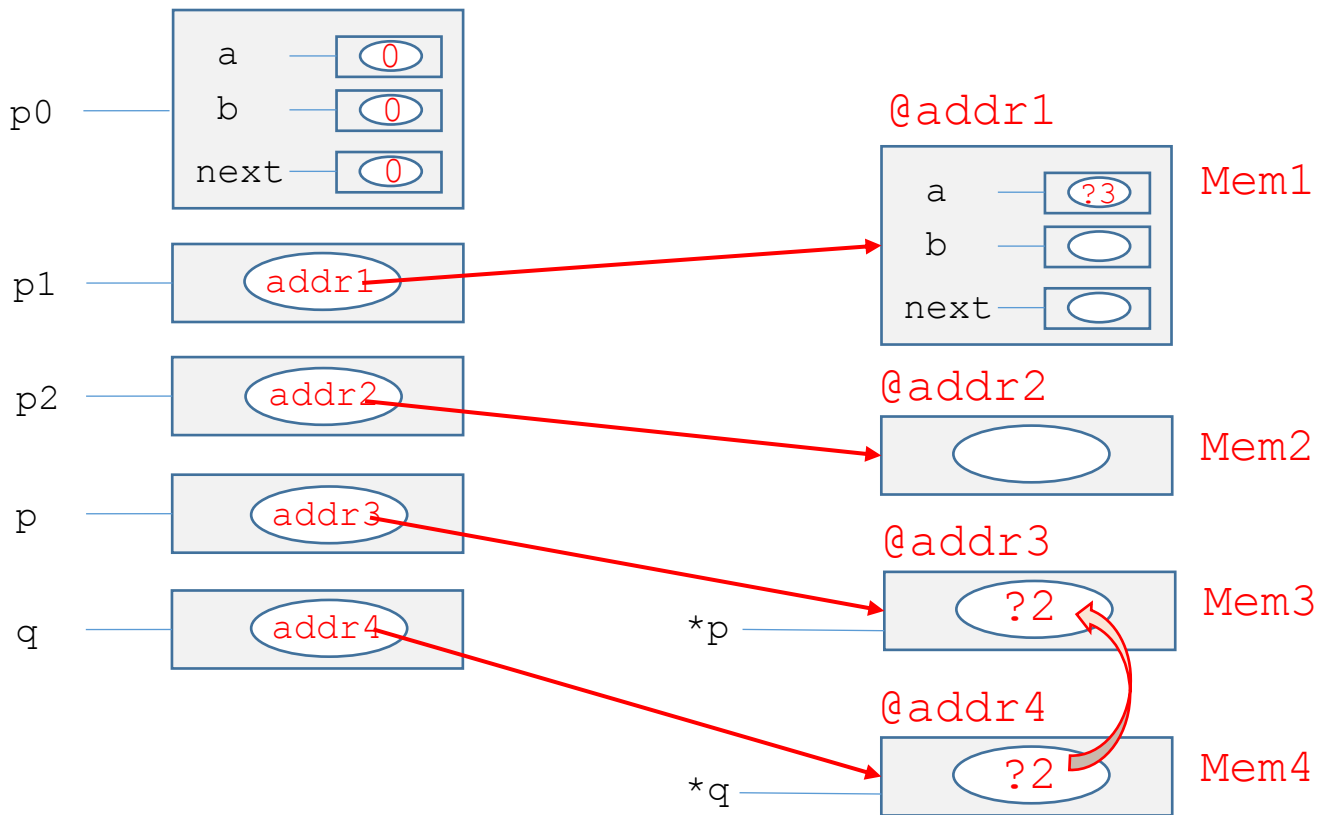 p0
a 0
b 0
next 0
p1
addr1
p2
addr2
p
addr3
q
addr4
@addr1
Mem1
a ?3
b
next
@addr2
Mem2
@addr3
Mem3
*p
?2
@addr4
Mem4
*q
?2